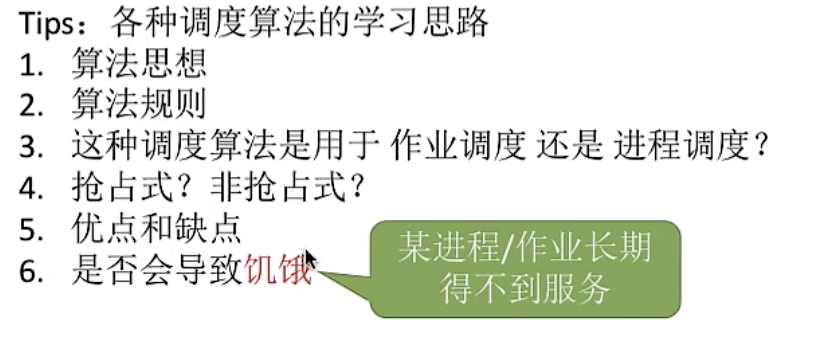 Tips：各种调度算法的学习思路
1. 算法思想
2. 算法规则
3. 这种调度算法是用于 作业调度 还是 进程调度？
4. 抢占式？非抢占式？
5. 优点和缺点
6. 是否会导致饥饿
某进程/作业长期
得不到服务